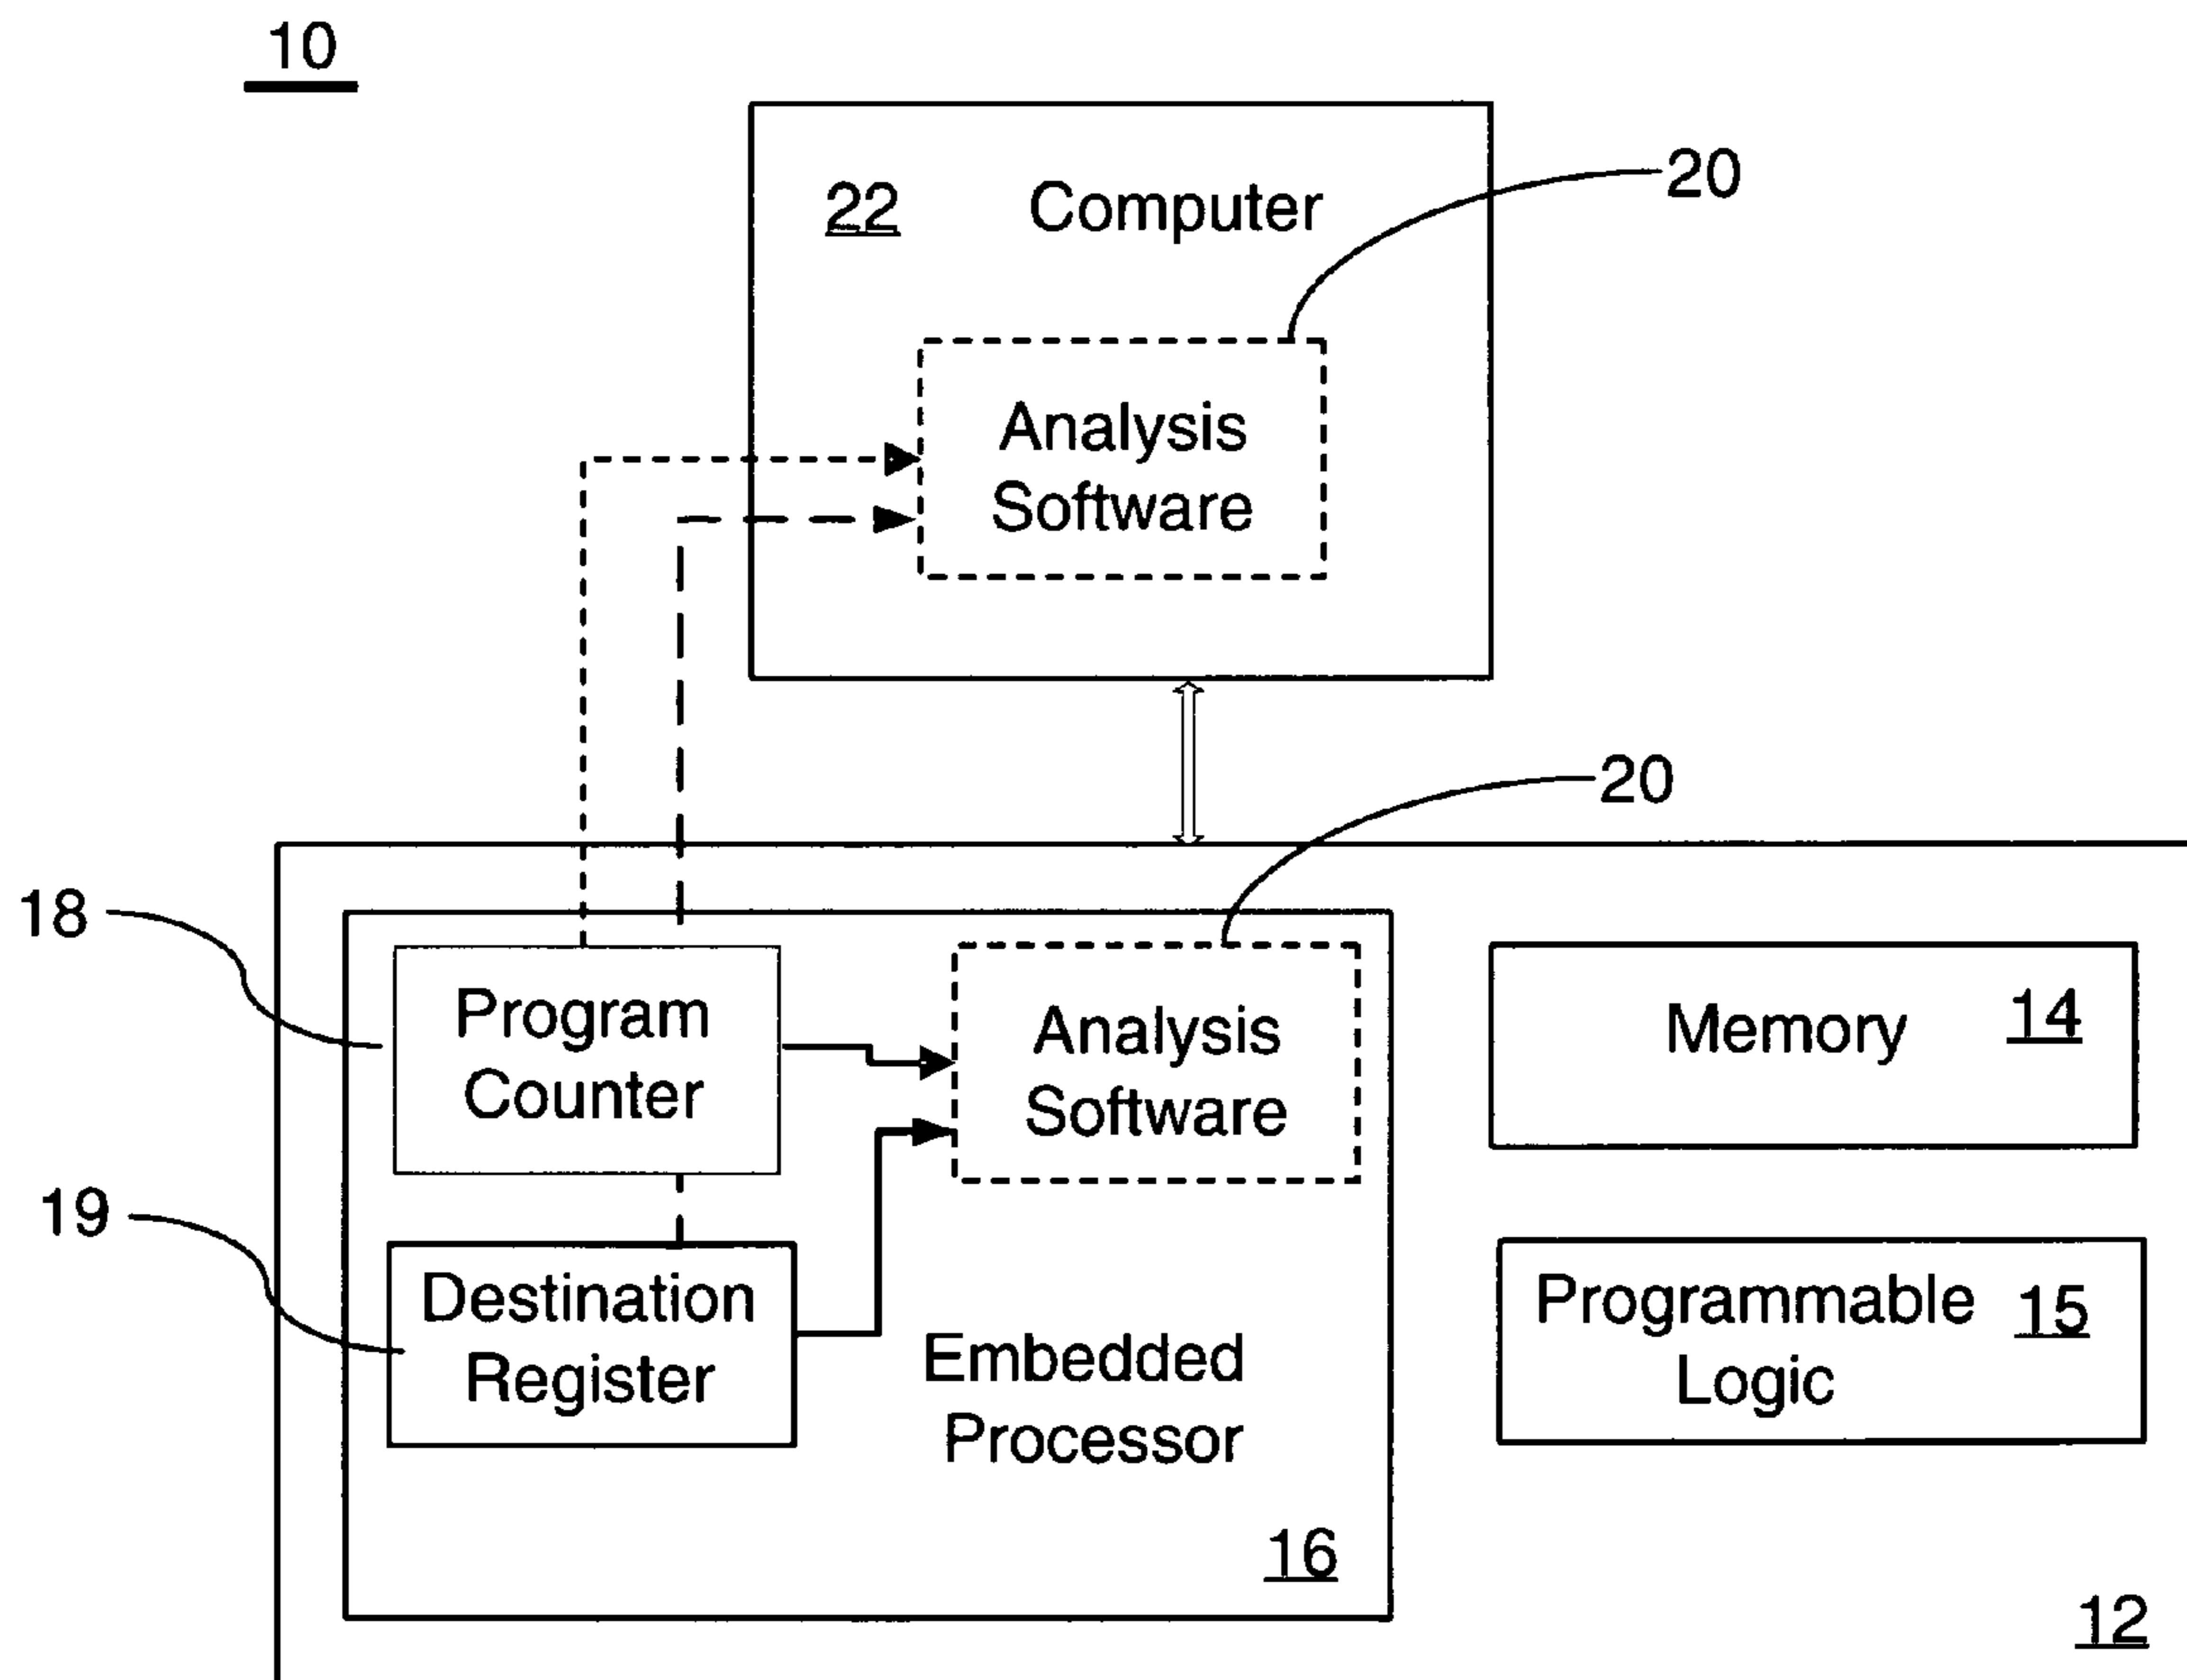 10
22 Computer
20
Analysis
Software
20
18
Program
Counter
Analysis
Software
Memory 14
19
Destination
Register
Embedded
Processor
Programmable 15
Logic
16
12